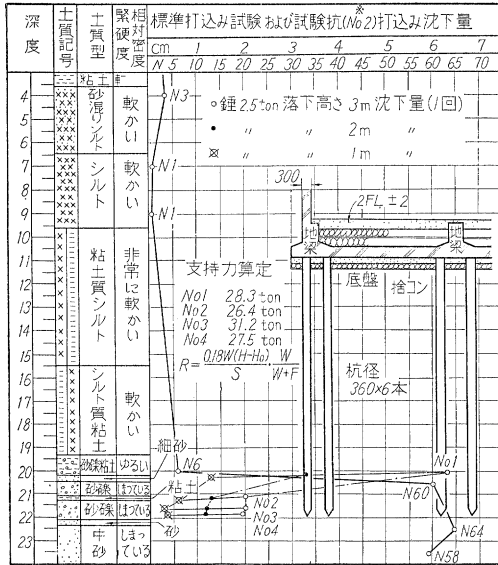 標準打込み試験および試験抗(No2)打込み沈下量
※
深度
土質記号
土質型
緊硬度
相対密度
cm 1 2 3 4 5 6 7
N 5 10 15 20 25 30 35 40 45 50 55 60 65 70
粘土
砂混りシルト
軟かい
シルト
軟かい
粘土質シルト
非常に軟かい
シルト質粘土
軟かい
砂礫粘土
ゆるい
砂礫
しまっている
砂礫
しまっている
中砂
しまっている
4
5
6
7
8
9
10
11
12
13
14
15
16
17
18
19
20
21
22
23
N3
○錘2.5ton 落下高さ 3m 沈下量(1回)
● 〃 〃 2m 〃
〃 〃 1m 〃
N1
300
2FL ±2
N1
地梁
地梁
底盤
捨コン
支持力算定
No1 28.3 ton
No2 26.4 ton
No3 31.2 ton
No4 27.5 ton
R=0.18W(H-Ho)/S・W/W+F
杭径
360×6本
細砂
N6
粘土
No1
N60
No2
No3
No4
砂
N64
N58